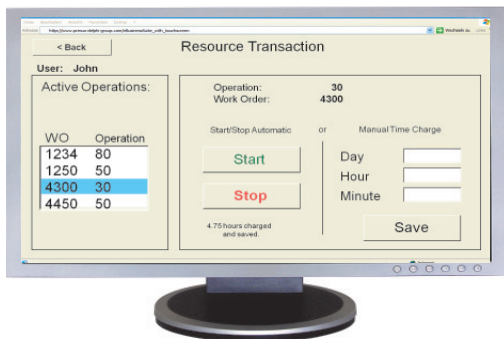 < Back
Resource Transaction
User: John
Active Operations:
WO Operation
1234 80
1250 50
4300 30
4450 50
Operation: 30
Work Order: 4300
Start/Stop Automatic or Manual Time Charge
Start
Stop
4.75 hours charged
and saved.
Day
Hour
Minute
Save